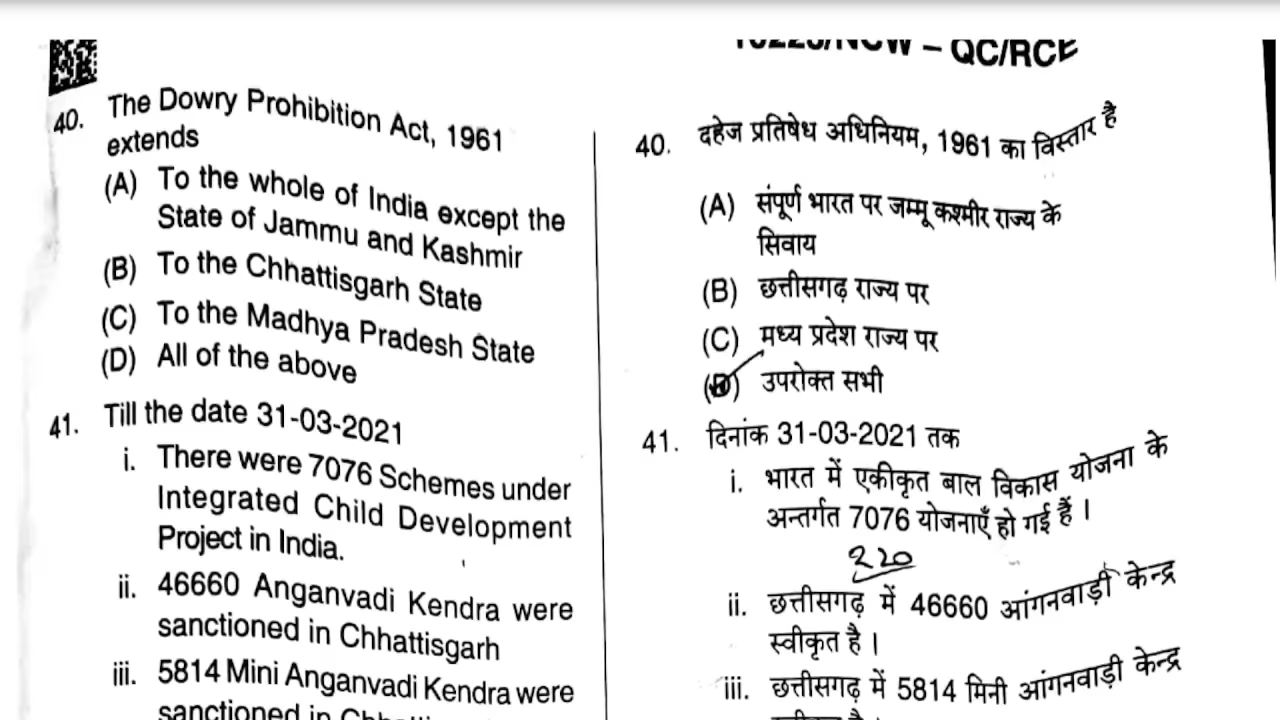 QC/RCE
40. The Dowry Prohibition Act, 1961
extends
(A) To the whole of India except the
State of Jammu and Kashmir
(B) To the Chhattisgarh State
(C) To the Madhya Pradesh State
(D) All of the above
41. Till the date 31-03-2021
i. There were 7076 Schemes under
Integrated Child Development
Project in India.
ii. 46660 Anganvadi Kendra were
sanctioned in Chhattisgarh
iii. 5814 Mini Anganvadi Kendra were
sanctioned in
40. दहेज प्रतिषेध अधिनियम, 1961 का विस्तार है
(A) संपूर्ण भारत पर जम्मू कश्मीर राज्य के
सिवाय
(B) छत्तीसगढ़ राज्य पर
(C) मध्य प्रदेश राज्य पर
(D) उपरोक्त सभी
41. दिनांक 31-03-2021 तक
i. भारत में एकीकृत बाल विकास योजना के
अन्तर्गत 7076 योजनाएँ हो गई हैं ।
220
ii. छत्तीसगढ़ में 46660 आंगनवाड़ी केन्द्र
स्वीकृत है ।
iii. छत्तीसगढ़ में 5814 मिनी आंगनवाड़ी केन्द्र